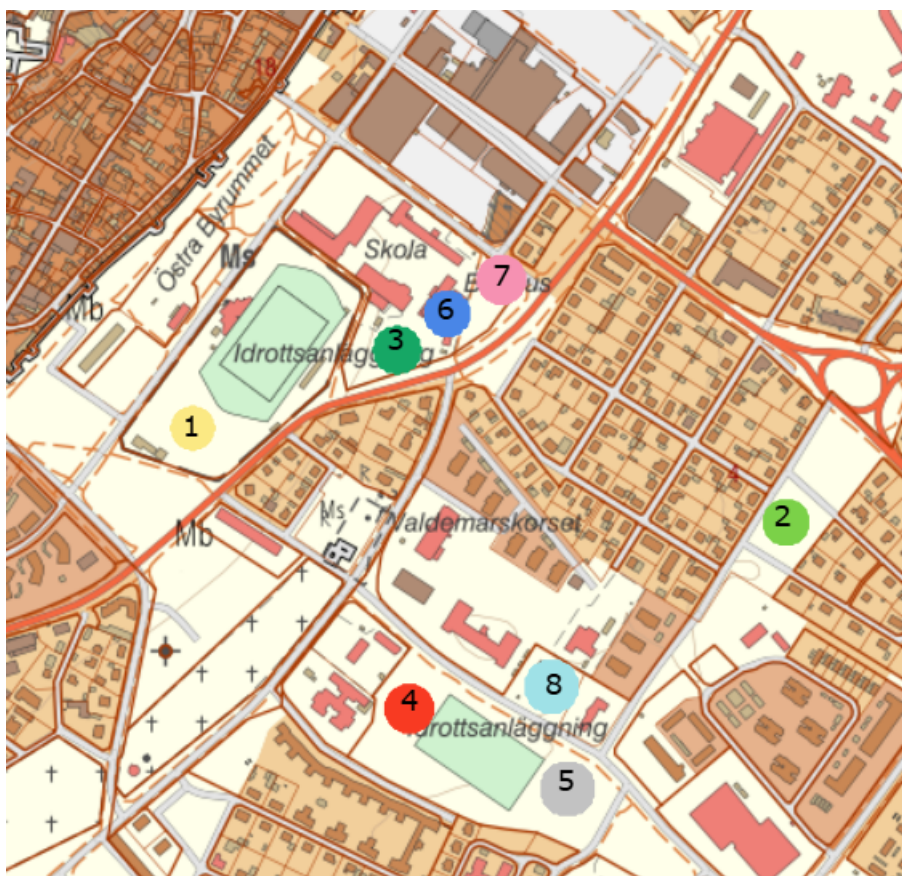 18
Östra Byrummet
Ms
Skola
7
Mb
6
3
Idrottsanläggning
1
4
2
Ms
Valdemarskorset
Mb
8
4
Idrottsanläggning
5